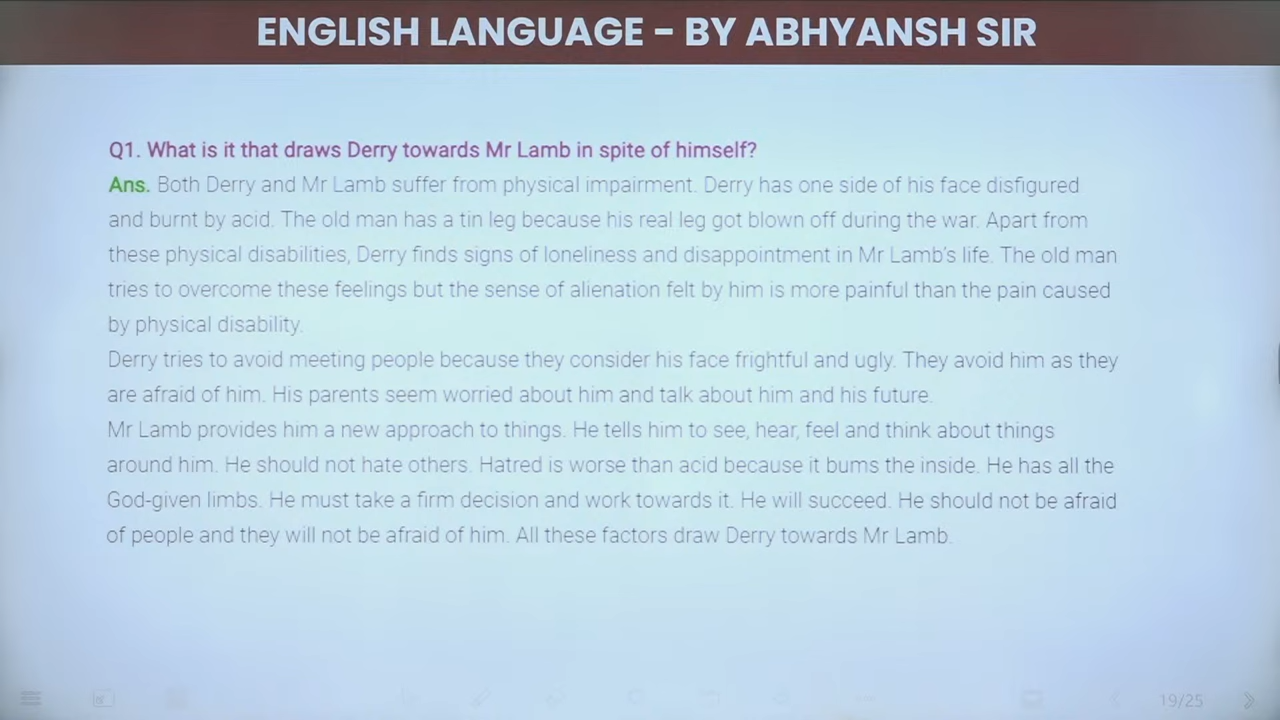 ENGLISH LANGUAGE - BY ABHYANSH SIR
Q1. What is it that draws Derry towards Mr Lamb in spite of himself?
Ans. Both Derry and Mr Lamb suffer from physical impairment. Derry has one side of his face disfigured
and burnt by acid. The old man has a tin leg because his real leg got blown off during the war. Apart from
these physical disabilities, Derry finds signs of loneliness and disappointment in Mr Lamb's life. The old man
tries to overcome these feelings but the sense of alienation felt by him is more painful than the pain caused
by physical disability.
Derry tries to avoid meeting people because they consider his face frightful and ugly. They avoid him as they
are afraid of him. His parents seem worried about him and talk about him and his future.
Mr Lamb provides him a new approach to things. He tells him to see, hear, feel and think about things
around him. He should not hate others. Hatred is worse than acid because it bums the inside. He has all the
God-given limbs. He must take a firm decision and work towards it. He will succeed. He should not be afraid
of people and they will not be afraid of him. All these factors draw Derry towards Mr Lamb.
19/25